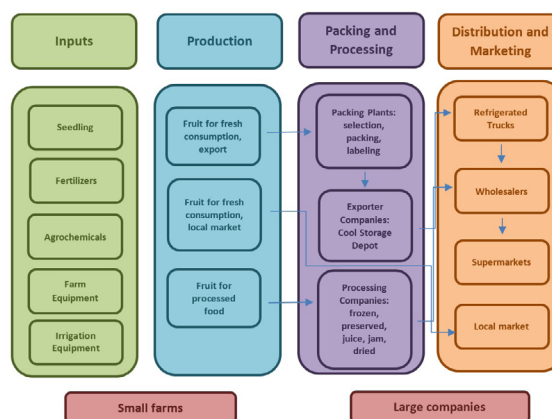 Inputs
Production
Packing and
Processing
Distribution and
Marketing
Seedling
Fertilizers
Agrochemicals
Farm
Equipment
Irrigation
Equipment
Fruit for fresh
consumption,
export
Fruit for fresh
consumption,
local market
Fruit for
processed
food
Packing Plants:
selection,
packing,
labeling
Exporter
Companies:
Cool Storage
Depot
Processing
Companies:
frozen,
preserved,
juice, jam,
dried
Refrigerated
Trucks
Wholesalers
Supermarkets
Local market
Small farms
Large companies